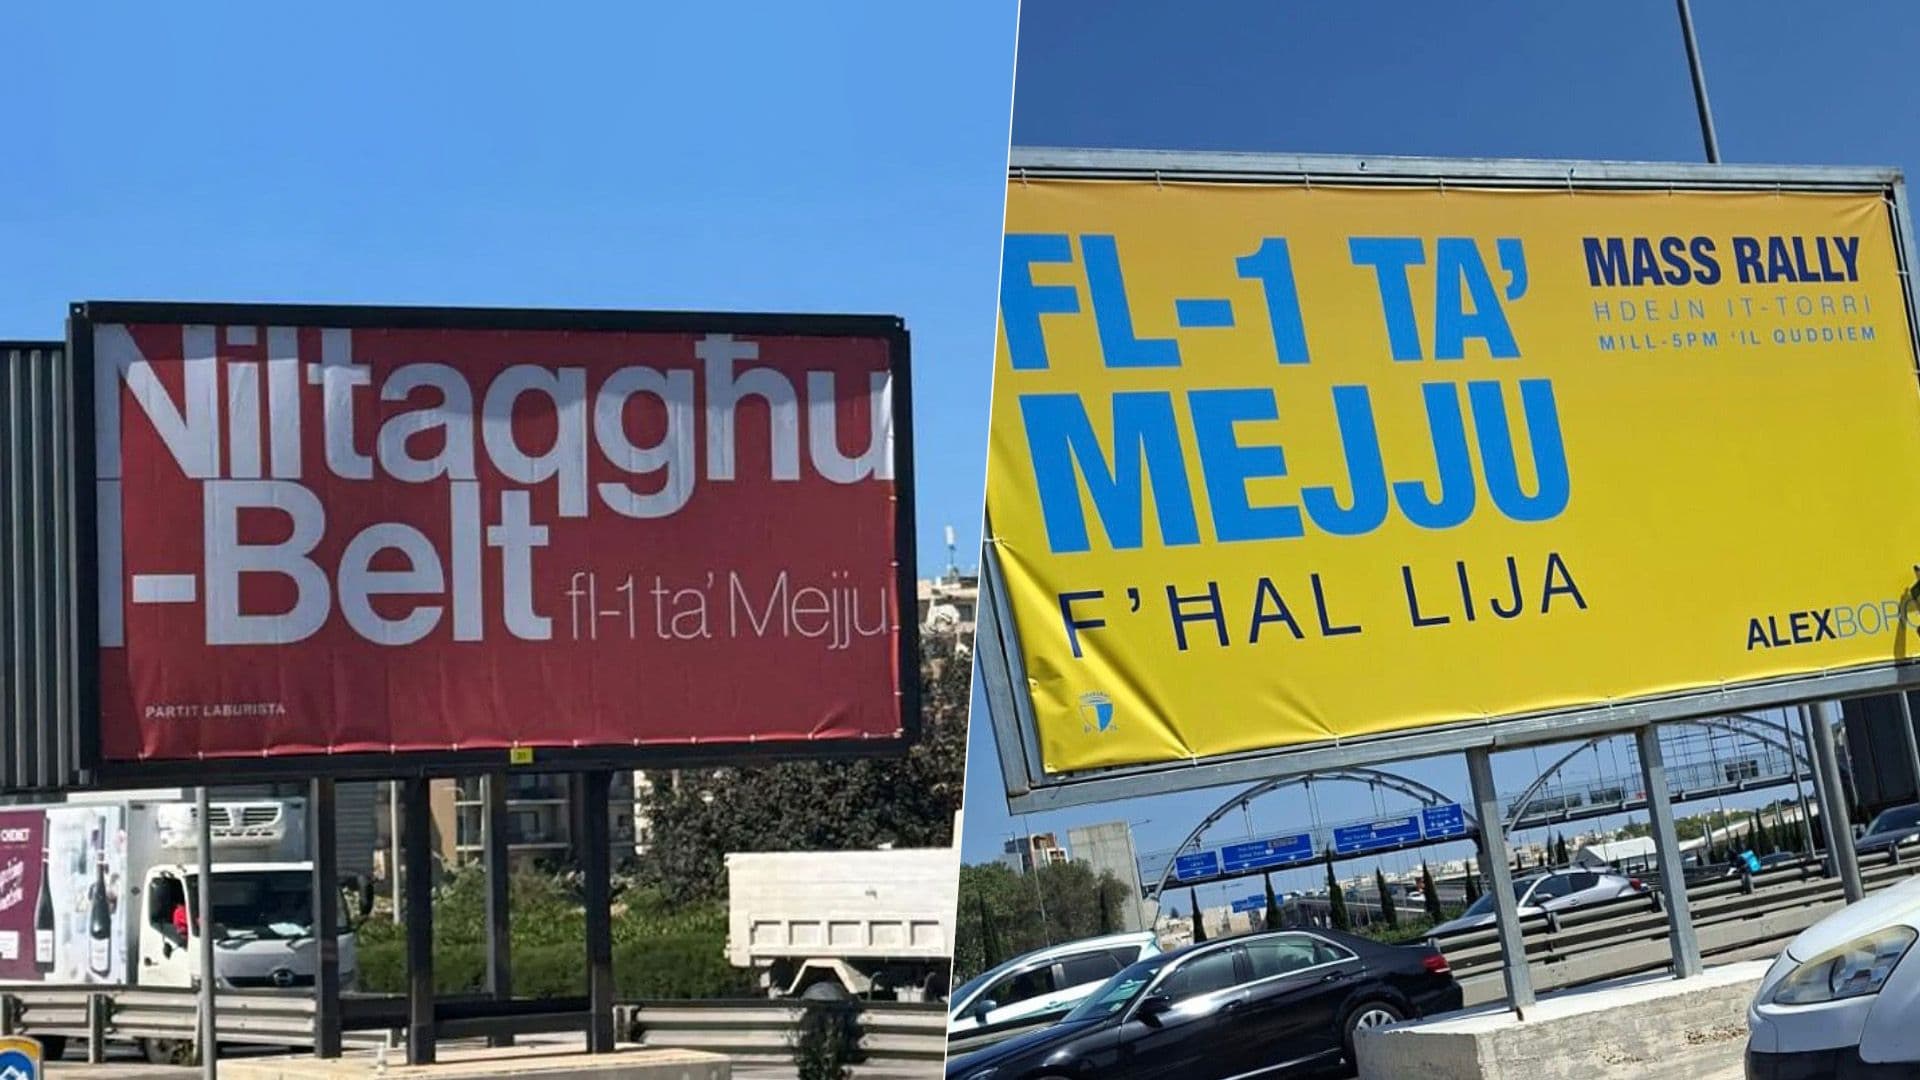 Niltaqgħu
l-Belt fl-1 ta' Mejju
PARTIT LABURISTA
FL-1 TA'
MEJJU
F'ĦAL LIJA
MASS RALLY
ĦDEJN IT-TORRI
MILL-5PM 'IL QUDDIEM
ALEXBORG